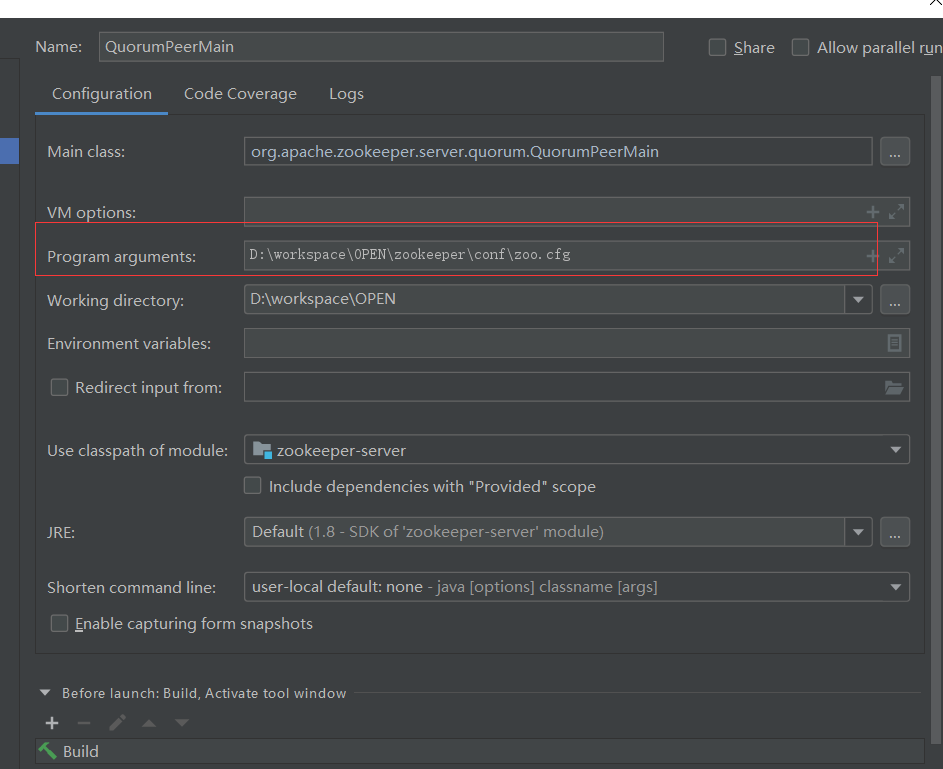 Name: QuorumPeerMain Share Allow parallel run
Configuration Code Coverage Logs
Main class: org.apache.zookeeper.server.quorum.QuorumPeerMain ...
VM options:
Program arguments: D:\workspace\OPEN\zookeeper\conf\zoo.cfg
Working directory: D:\workspace\OPEN ...
Environment variables:
Redirect input from:
Use classpath of module: zookeeper-server
Include dependencies with "Provided" scope
JRE: Default (1.8 - SDK of 'zookeeper-server' module) ...
Shorten command line: user-local default: none - java [options] classname [args]
Enable capturing form snapshots
Before launch: Build, Activate tool window
Build